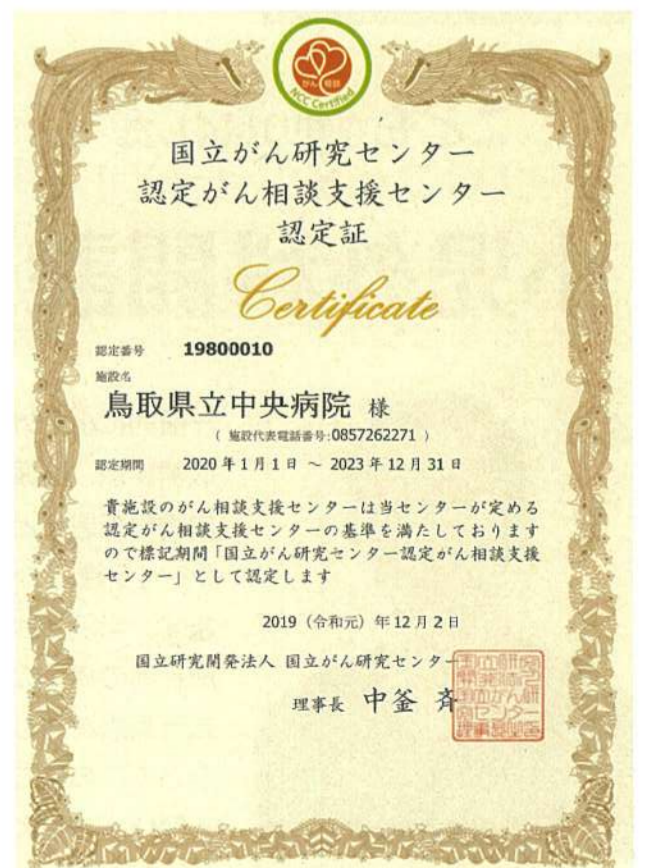 がん相談
NCC Certified
国立がん研究センター
認定がん相談支援センター
認定証
Certificate
認定番号 19800010
施設名
鳥取県立中央病院 様
( 施設代表電話番号:0857262271 )
認定期間 2020年1月1日 ~ 2023年12月31日
貴施設のがん相談支援センターは当センターが定める
認定がん相談支援センターの基準を満たしております
ので標記期間「国立がん研究センター認定がん相談支援
センター」として認定します
2019(令和元)年12月2日
国立研究開発法人 国立がん研究センター
理事長 中釜 斉